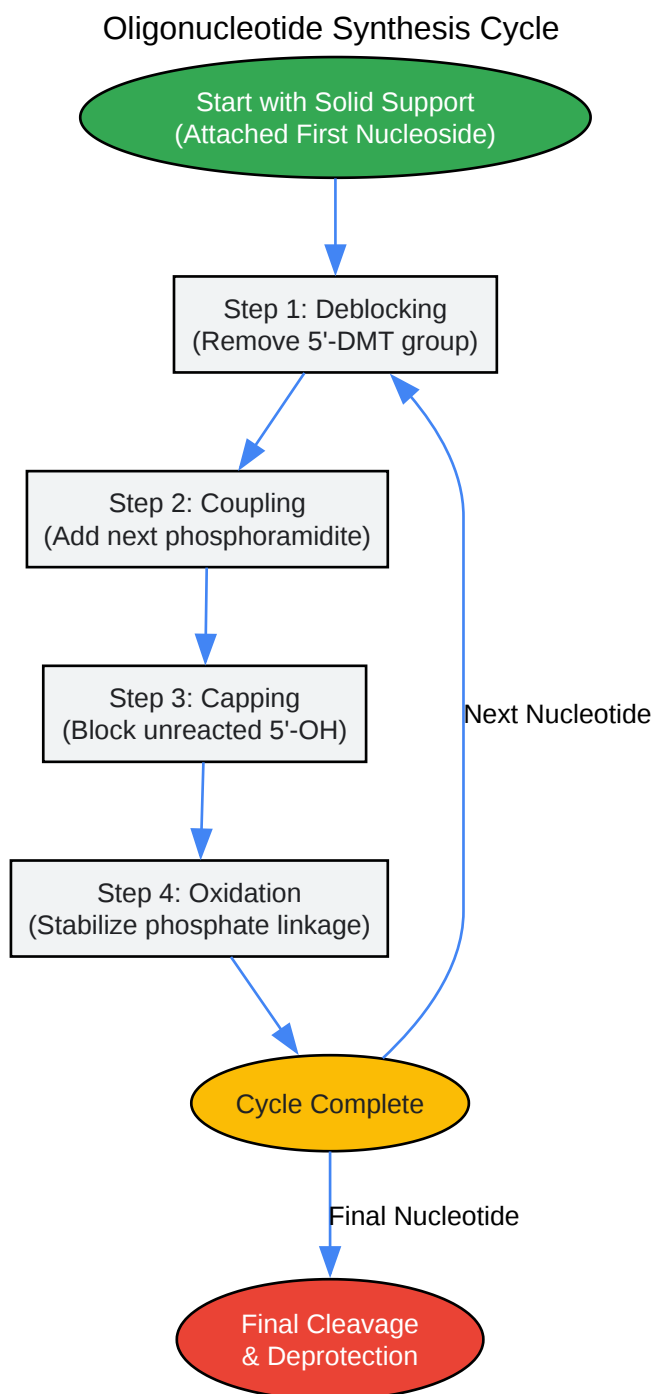 Oligonucleotide Synthesis Cycle
Start with Solid Support
(Attached First Nucleoside)
Step 1: Deblocking
(Remove 5'-DMT group)
Step 2: Coupling
(Add next phosphoramidite)
Step 3: Capping
(Block unreacted 5'-OH)
Next Nucleotide
Step 4: Oxidation
(Stabilize phosphate linkage)
Cycle Complete
Final Nucleotide
Final Cleavage
& Deprotection